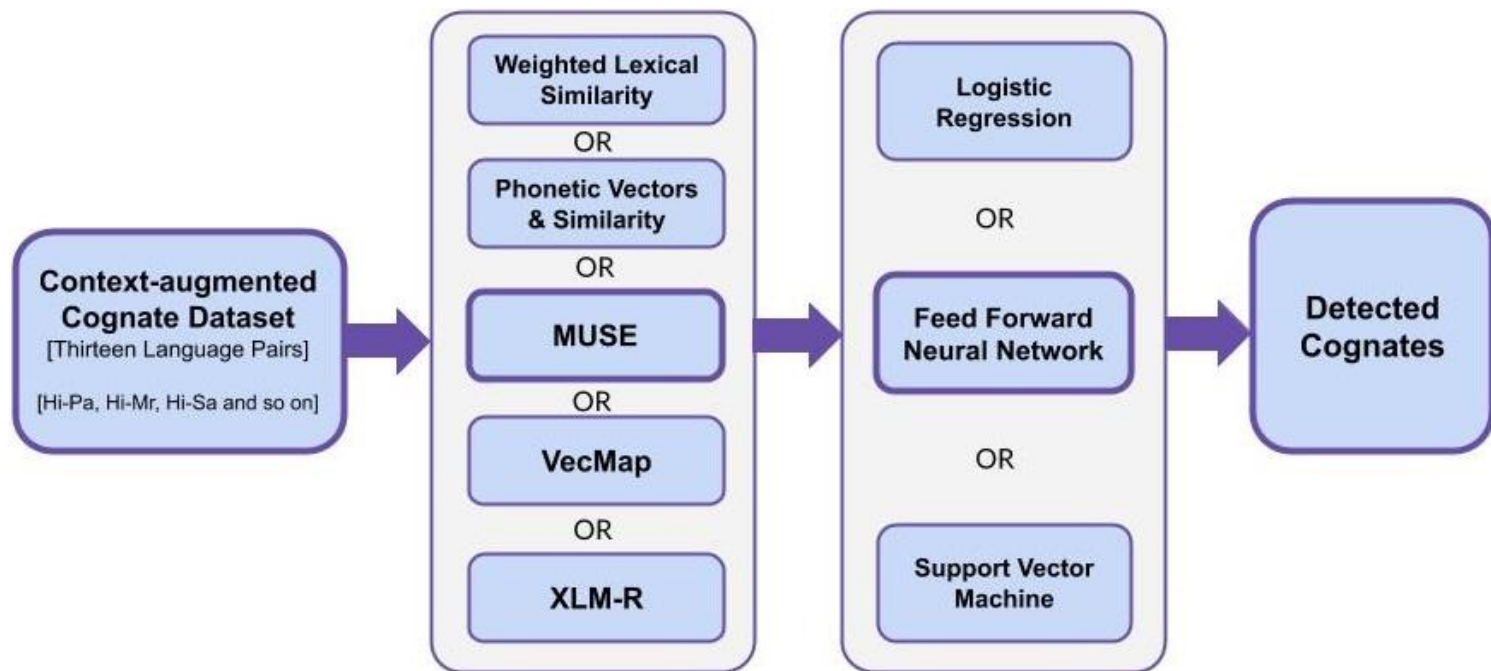 Context-augmented
Cognate Dataset
[Thirteen Language Pairs]
[Hi-Pa, Hi-Mr, Hi-Sa and so on]
Weighted Lexical
Similarity
OR
Phonetic Vectors
& Similarity
OR
MUSE
OR
VecMap
OR
XLM-R
Logistic
Regression
OR
Feed Forward
Neural Network
OR
Support Vector
Machine
Detected
Cognates